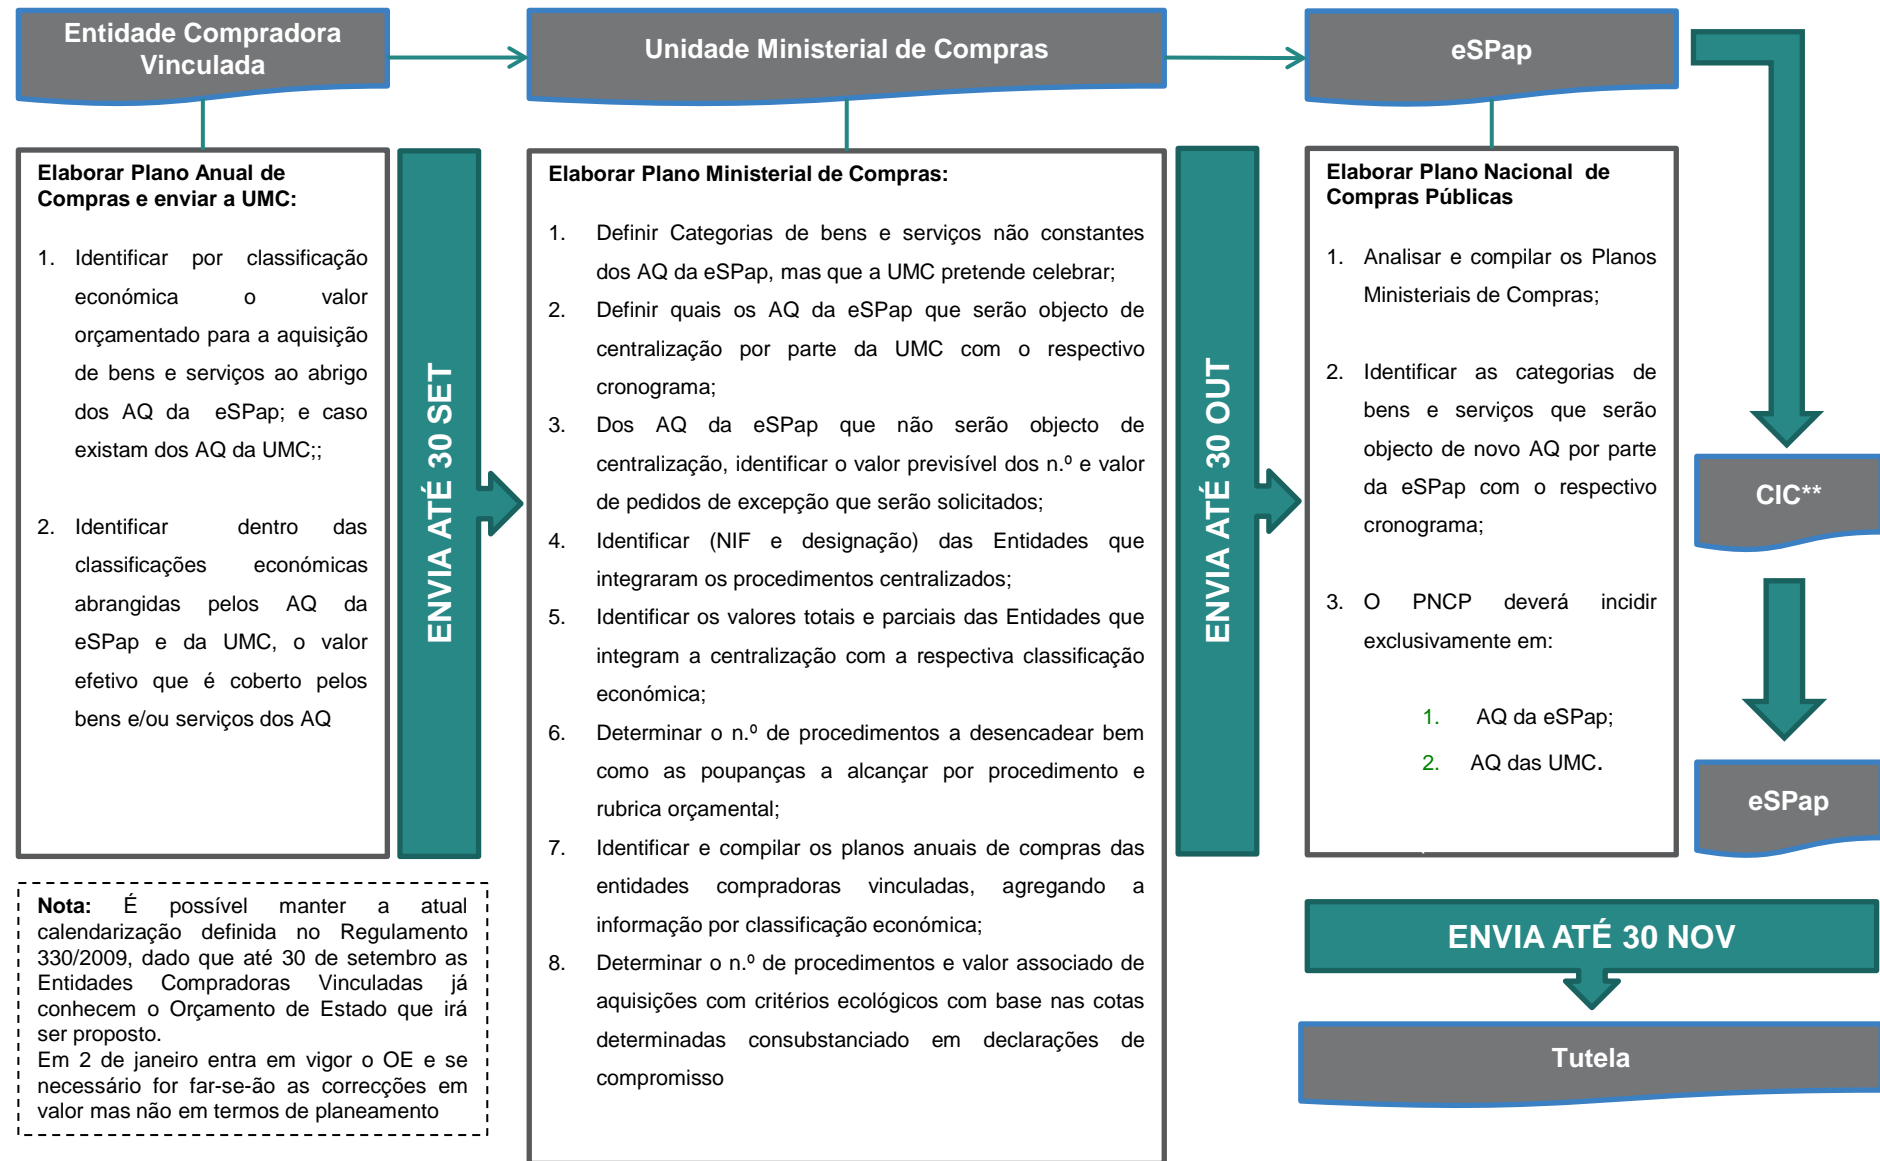 Entidade Compradora
Vinculada
Unidade Ministerial de Compras
eSPap
Elaborar Plano Anual de
Compras e enviar a UMC:
1. Identificar por classificação
económica o valor
orçamentado para a aquisição
de bens e serviços ao abrigo
dos AQ da eSPap; e caso
existam dos AQ da UMC;;
2. Identificar dentro das
classificações económicas
abrangidas pelos AQ da
eSPap e da UMC, o valor
efetivo que é coberto pelos
bens e/ou serviços dos AQ
ENVIA ATÉ 30 SET
Elaborar Plano Ministerial de Compras:
1. Definir Categorias de bens e serviços não constantes
dos AQ da eSPap, mas que a UMC pretende celebrar;
2. Definir quais os AQ da eSPap que serão objecto de
centralização por parte da UMC com o respectivo
cronograma;
3. Dos AQ da eSPap que não serão objecto de
centralização, identificar o valor previsível dos n.º e valor
de pedidos de excepção que serão solicitados;
4. Identificar (NIF e designação) das Entidades que
integraram os procedimentos centralizados;
5. Identificar os valores totais e parciais das Entidades que
integram a centralização com a respectiva classificação
económica;
6. Determinar o n.º de procedimentos a desencadear bem
como as poupanças a alcançar por procedimento e
rubrica orçamental;
7. Identificar e compilar os planos anuais de compras das
entidades compradoras vinculadas, agregando a
informação por classificação económica;
8. Determinar o n.º de procedimentos e valor associado de
aquisições com critérios ecológicos com base nas cotas
determinadas consubstanciado em declarações de
compromisso
ENVIA ATÉ 30 OUT
Elaborar Plano Nacional de
Compras Públicas
1. Analisar e compilar os Planos
Ministeriais de Compras;
2. Identificar as categorias de
bens e serviços que serão
objecto de novo AQ por parte
da eSPap com o respectivo
cronograma;
3. O PNCP deverá incidir
exclusivamente em:
1. AQ da eSPap;
2. AQ das UMC.
CIC**
eSPap
Nota: É possível manter a atual
calendarização definida no Regulamento
330/2009, dado que até 30 de setembro as
Entidades Compradoras Vinculadas já
conhecem o Orçamento de Estado que irá
ser proposto.
Em 2 de janeiro entra em vigor o OE e se
necessário for far-se-ão as correcções em
valor mas não em termos de planeamento
ENVIA ATÉ 30 NOV
Tutela